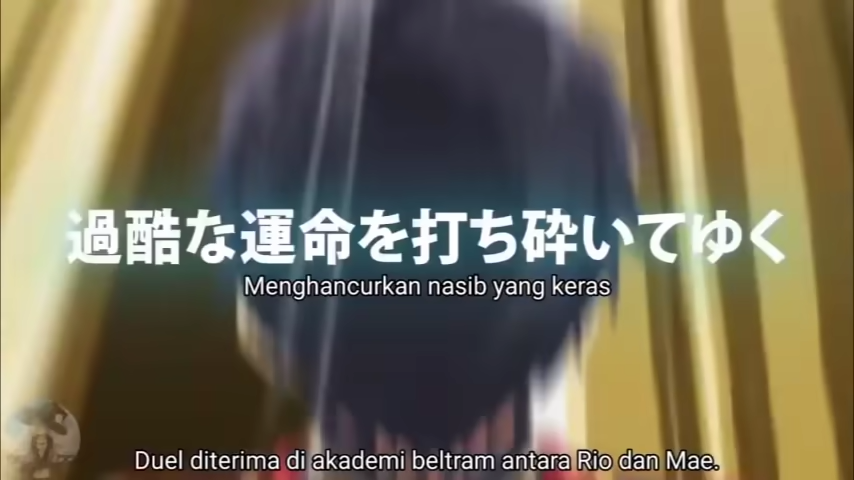 過酷な運命を打ち砕いてゆく
Menghancurkan nasib yang keras
Duel diterima di akademi beltram antara Rio dan Mae.